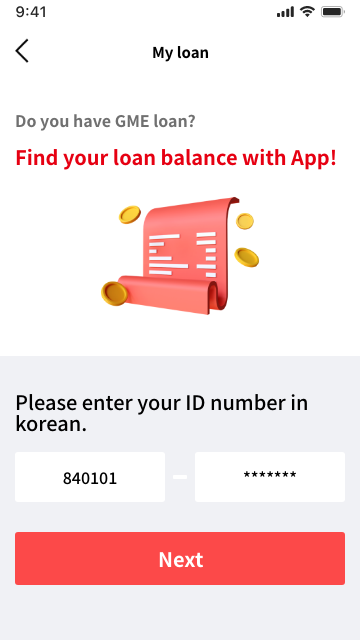 9:41
My loan
Do you have GME loan?
Find your loan balance with App!
Please enter your ID number in
korean.
840101 – *******
Next